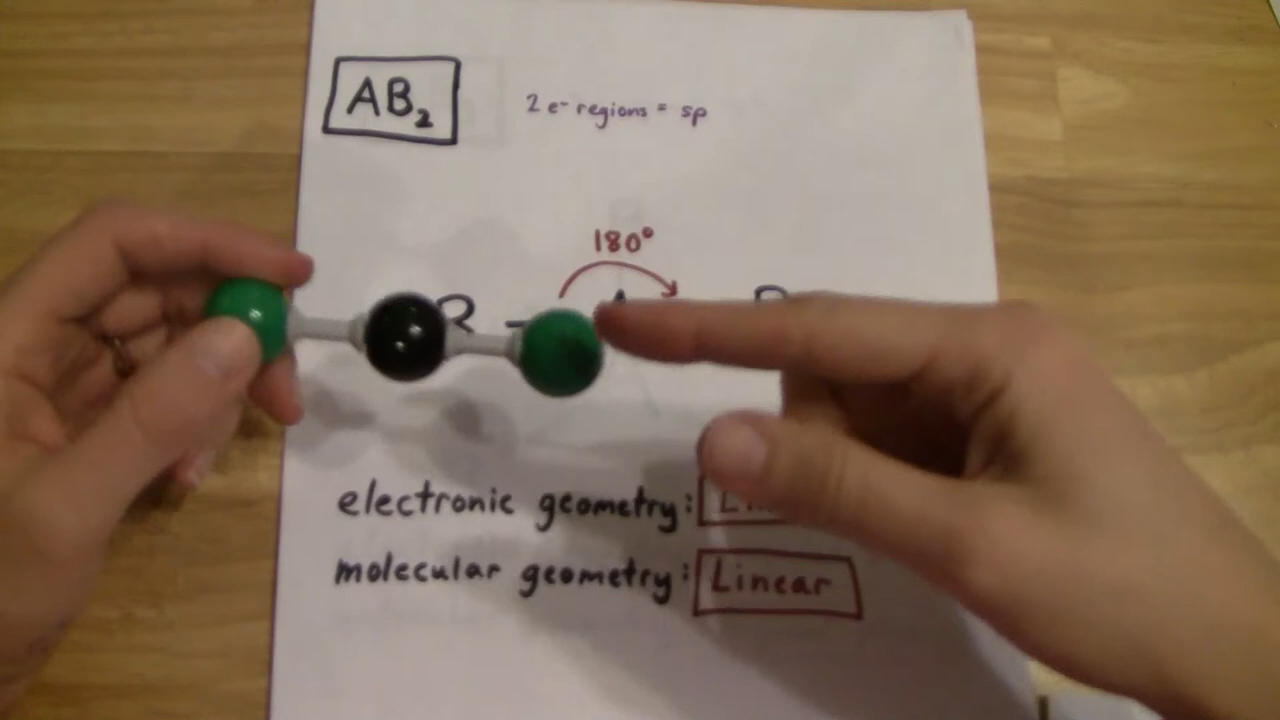 AB₂
2 e⁻ regions = sp
180°
electronic geometry:
molecular geometry: Linear